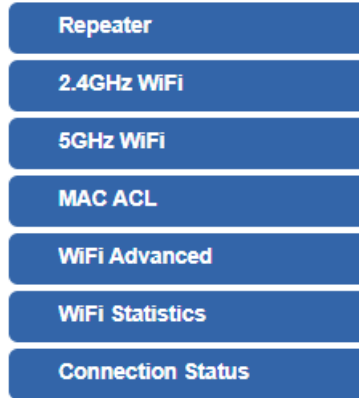 Repeater
2.4GHz WiFi
5GHz WiFi
MAC ACL
WiFi Advanced
WiFi Statistics
Connection Status